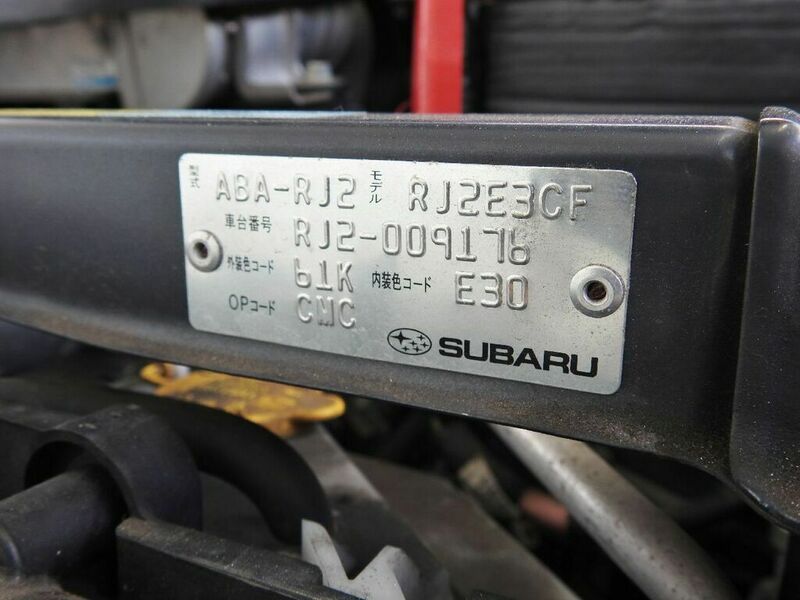 型式 ABA-RJ2 モデル RJ2E3CF
車台番号 RJ2-009176
外装色コード 61K 内装色コード E30
OPコード CMC
SUBARU